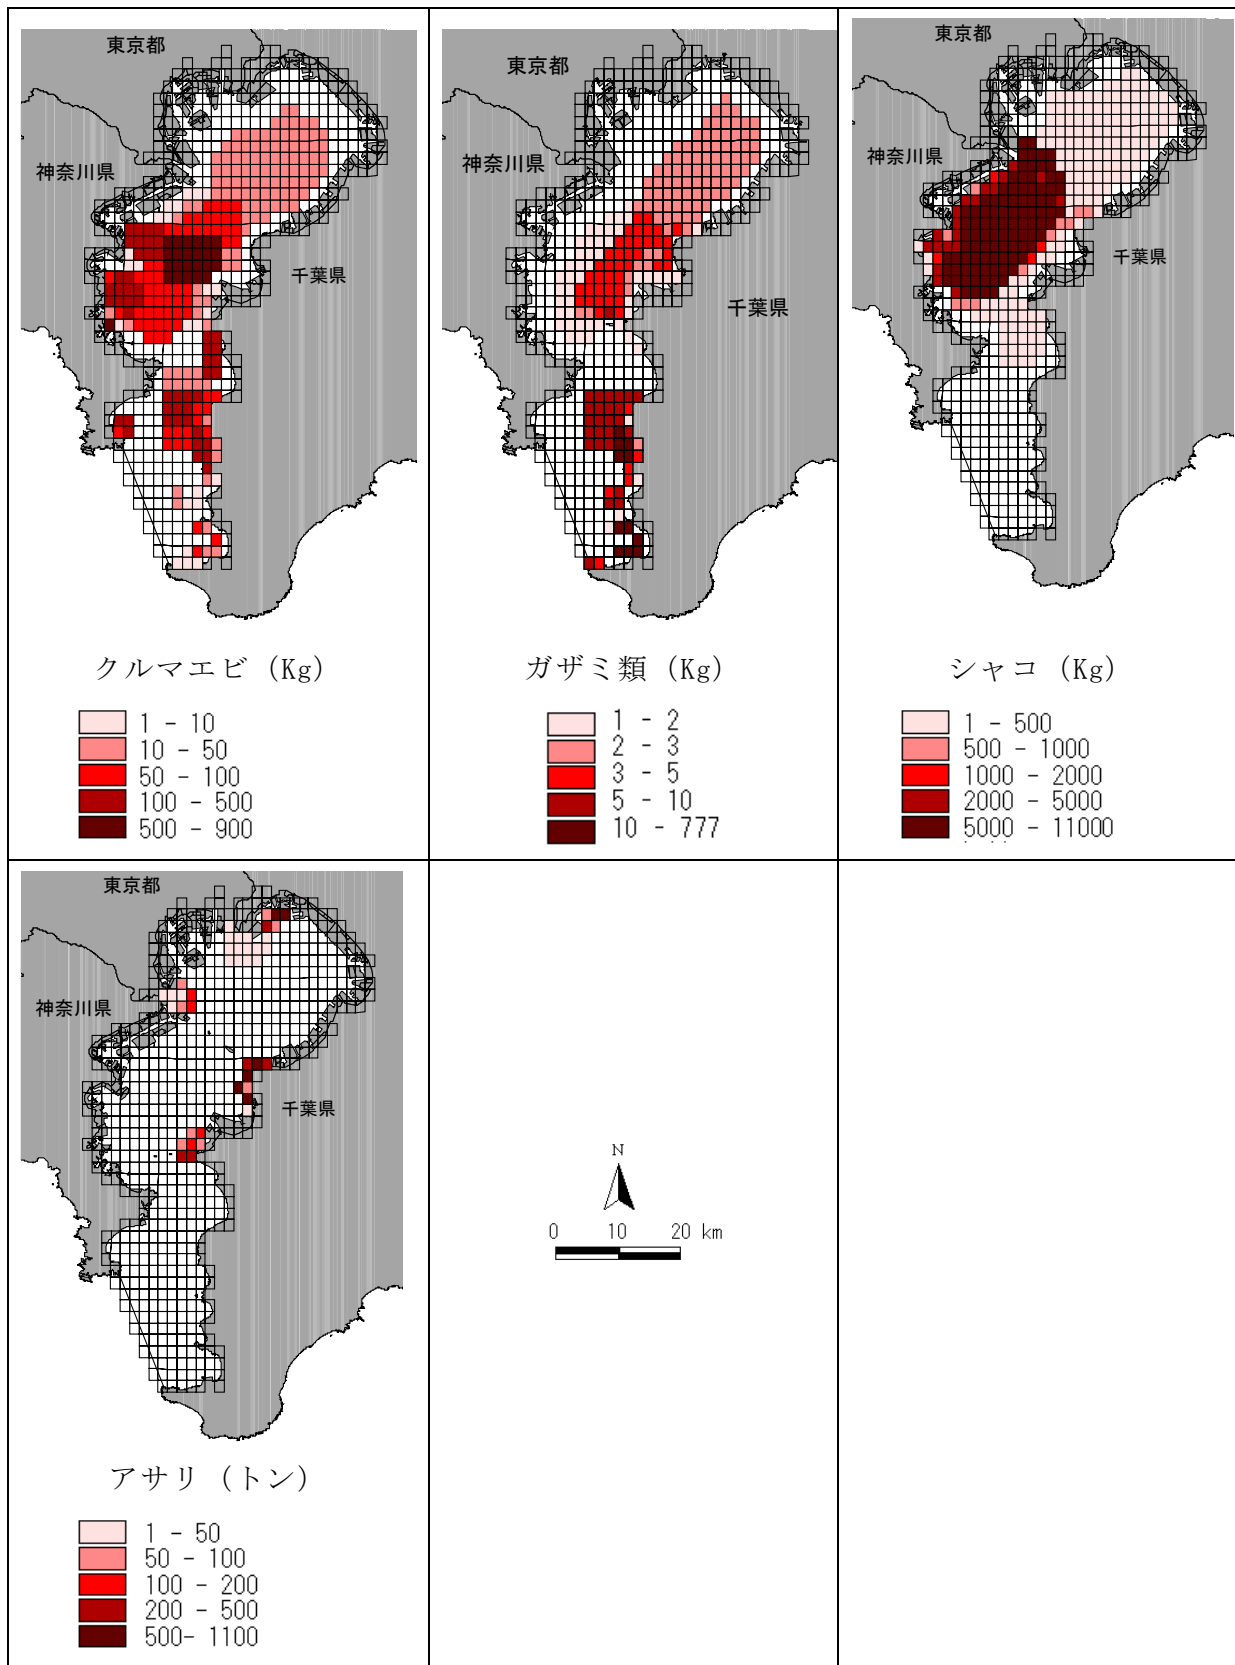 東京都
神奈川県
千葉県
クルマエビ (Kg)
1 - 10
10 - 50
50 - 100
100 - 500
500 - 900
東京都
神奈川県
千葉県
ガザミ類 (Kg)
1 - 2
2 - 3
3 - 5
5 - 10
10 - 777
東京都
神奈川県
千葉県
シャコ (Kg)
1 - 500
500 - 1000
1000 - 2000
2000 - 5000
5000 - 11000
東京都
神奈川県
千葉県
アサリ (トン)
1 - 50
50 - 100
100 - 200
200 - 500
500- 1100
N
0 10 20 km